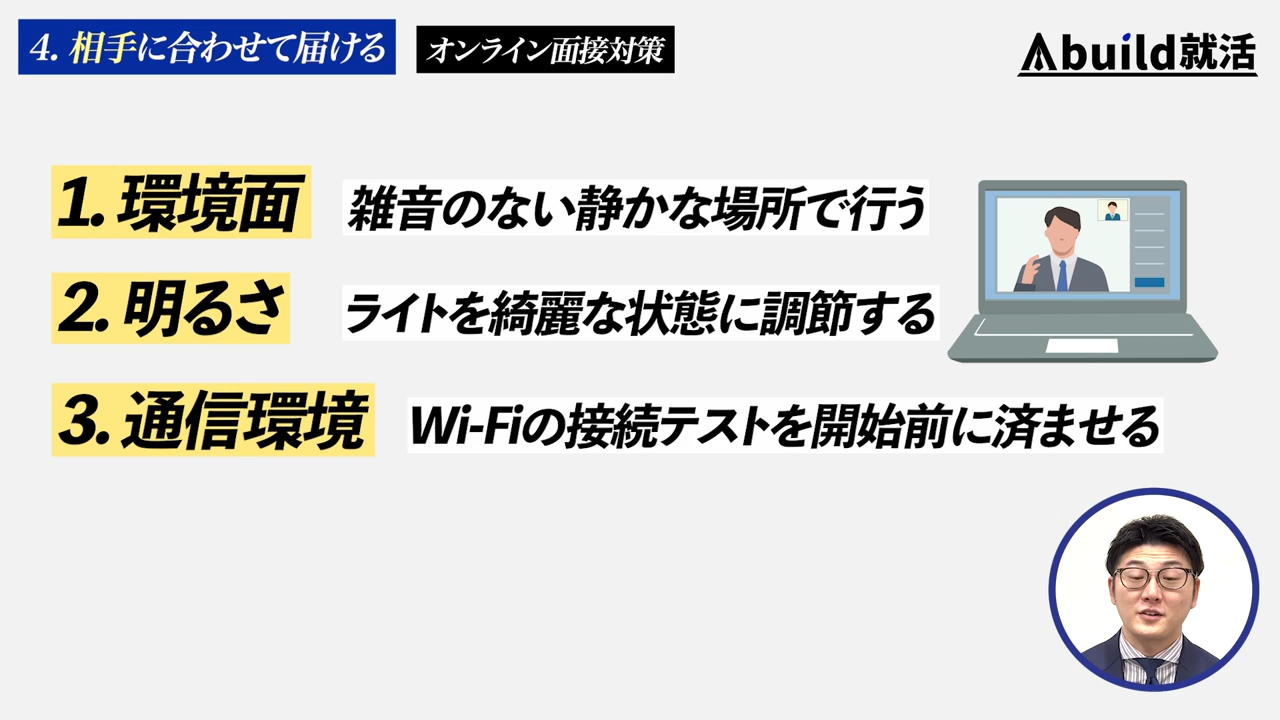 4. 相手に合わせて届ける
オンライン面接対策
Abuild就活
1. 環境面
雑音のない静かな場所で行う
2. 明るさ
ライトを綺麗な状態に調節する
3. 通信環境
Wi-Fiの接続テストを開始前に済ませる